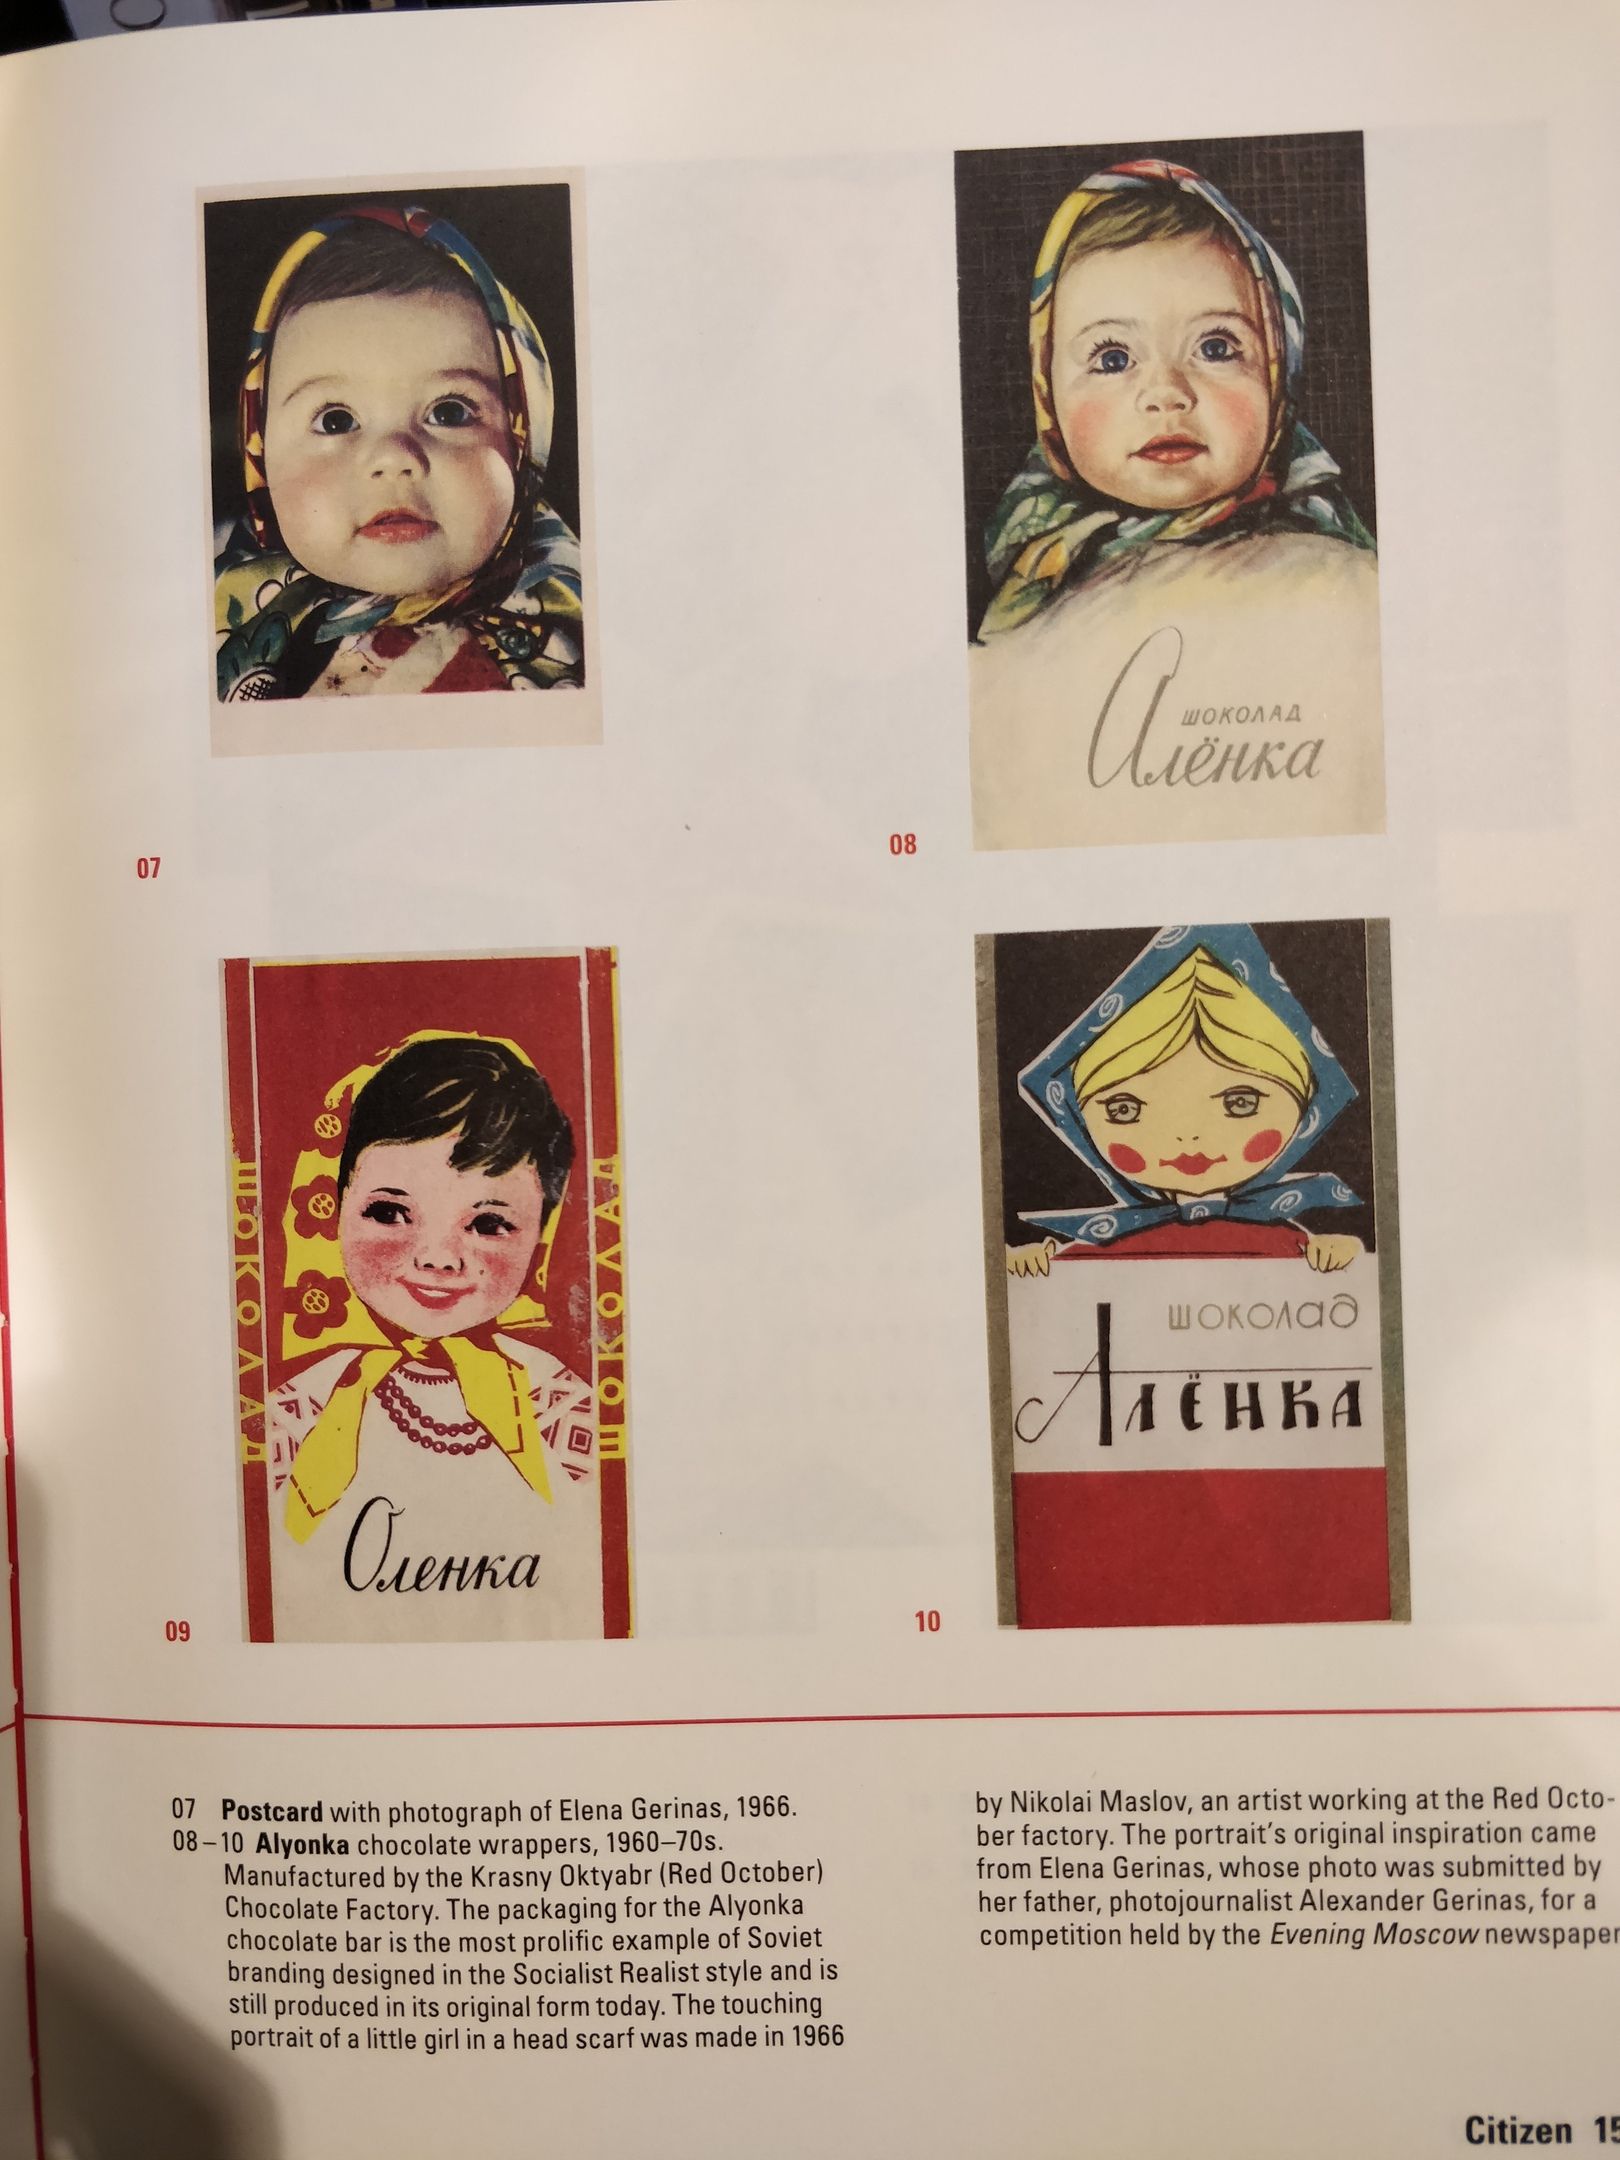 07
08
шоколад
Алёнка
09
10
ШОКОЛАД
ШОКОЛАД
Оленка
шоколад
Алёнка
07 Postcard with photograph of Elena Gerinas, 1966.
08–10 Alyonka chocolate wrappers, 1960–70s.
Manufactured by the Krasny Oktyabr (Red October)
Chocolate Factory. The packaging for the Alyonka
chocolate bar is the most prolific example of Soviet
branding designed in the Socialist Realist style and is
still produced in its original form today. The touching
portrait of a little girl in a head scarf was made in 1966
by Nikolai Maslov, an artist working at the Red Octo-
ber factory. The portrait's original inspiration came
from Elena Gerinas, whose photo was submitted by
her father, photojournalist Alexander Gerinas, for a
competition held by the Evening Moscow newspaper
Citizen